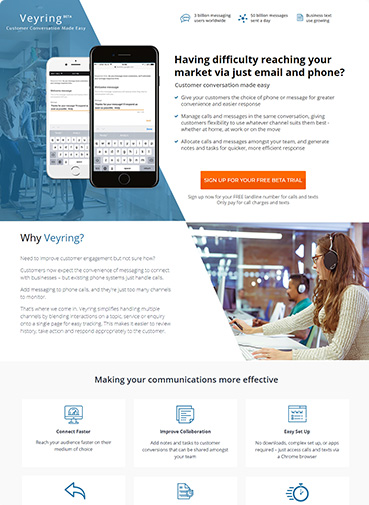 Veyring BETA
Customer Conversation Made Easy
3 billion messaging
users worldwide
50 billion messages
sent a day
Business text
use growing
Having difficulty reaching your
market via just email and phone?
Customer conversation made easy
Give your customers the choice of phone or message for greater
convenience and easier response
Manage calls and messages in the same conversation, giving
customers flexibility to use whatever channel suits them best -
whether at home, at work or on the move
Allocate calls and messages amongst your team, and generate
notes and tasks for quicker, more efficient response
SIGN UP FOR YOUR FREE BETA TRIAL
Sign up now for your FREE landline number for calls and texts
Only pay for call charges and texts
Why Veyring?
Need to improve customer engagement but not sure how?
Customers now expect the convenience of messaging to connect
with businesses – but existing phone systems just handle calls.
Add messaging to phone calls, and they're just too many channels
to monitor.
That's where we come in. Veyring simplifies handling multiple
channels by blending interactions on a topic, service or enquiry
onto a single page for easy tracking. This makes it easier to review
history, take action and respond appropriately to the customer.
Making your communications more effective
Connect Faster
Reach your audience faster on their
medium of choice
Improve Collaboration
Add notes and tasks to customer
conversations that can be shared amongst
your team
Easy Set Up
No downloads, complex set up, or apps
required – just access calls and texts via
a Chrome browser